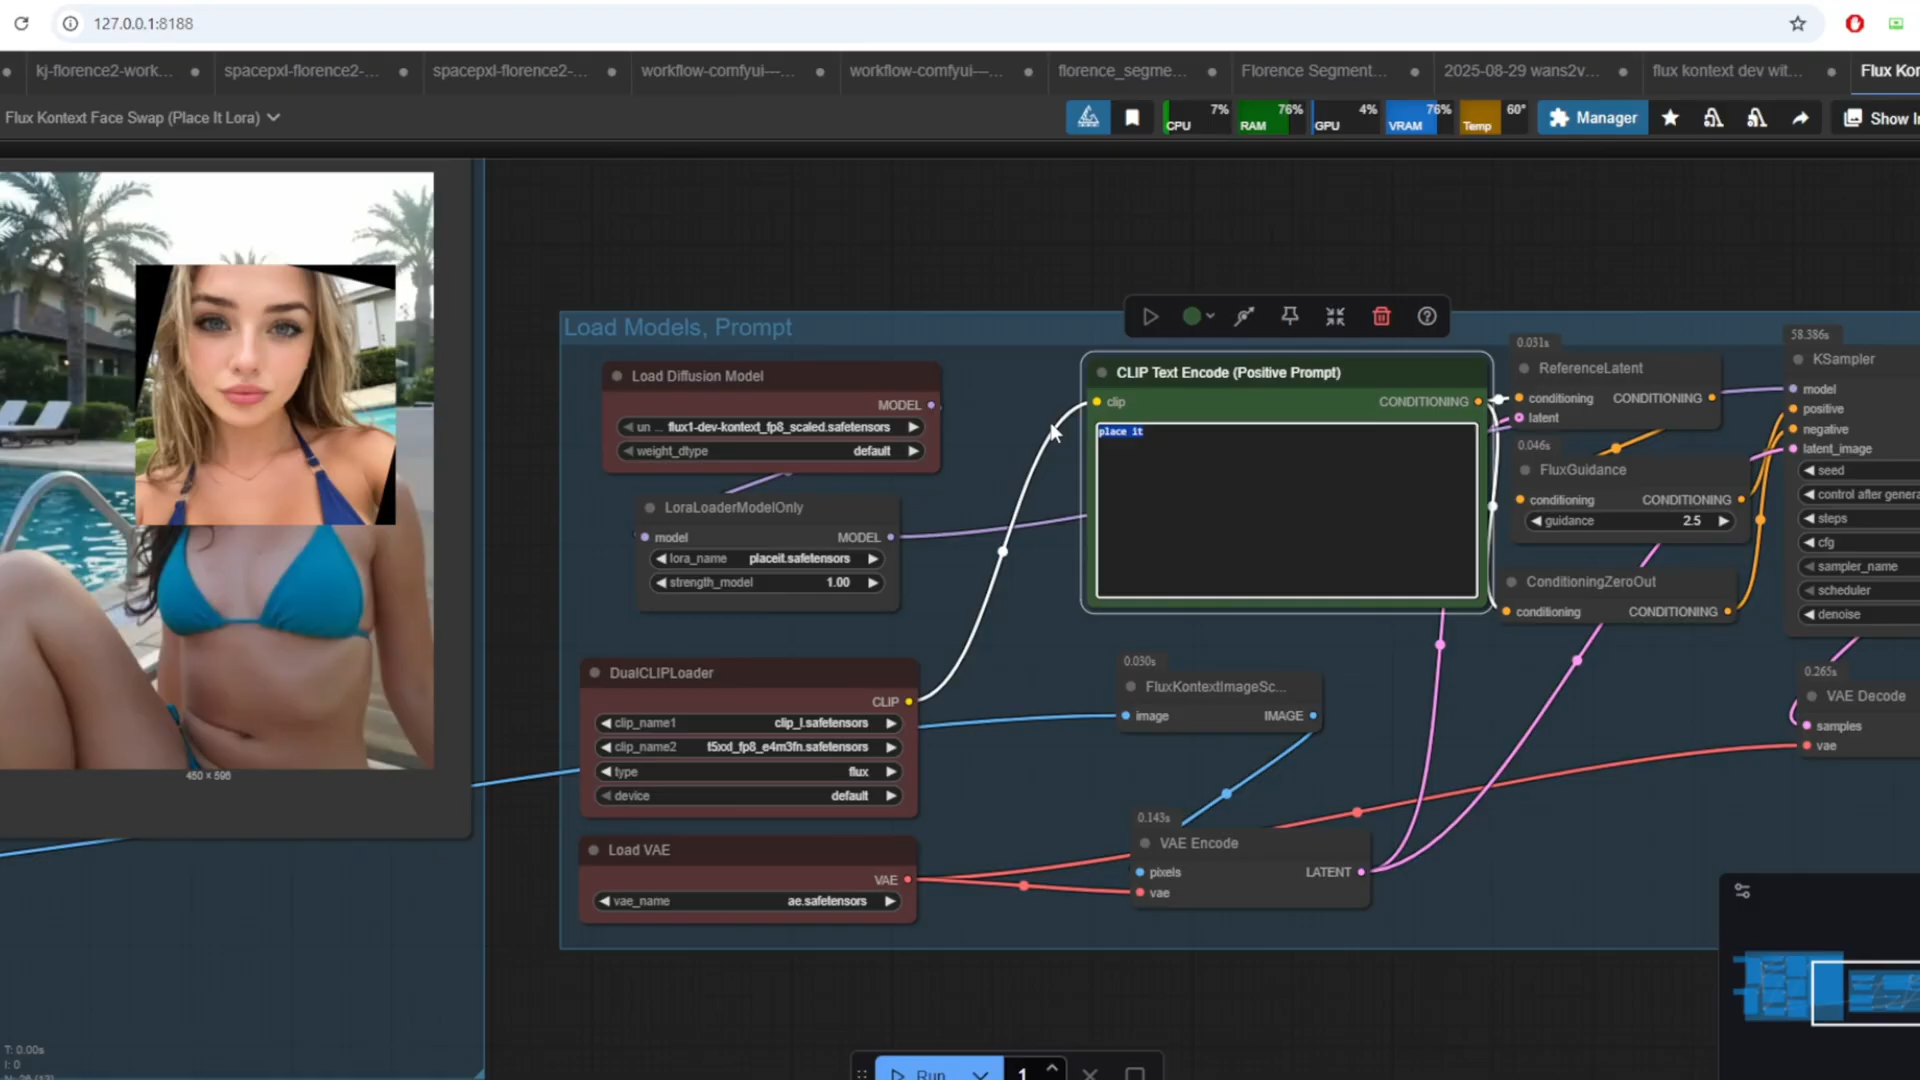 127.0.0.1:8188
kj-florence2-work...
spacepxl-florence2-...
spacepxl-florence2-...
workflow-comfyui—...
workflow-comfyui—...
florence_segme...
Florence Segment...
2025-08-29 wans2v...
flux kontext dev wit...
Flux Kon
Flux Kontext Face Swap (Place It Lora)
CPU 7%
RAM 76%
GPU 4%
VRAM 76%
Temp 60°
Manager
Show I
450 × 596
Load Models, Prompt
Load Diffusion Model
MODEL
un ... flux1-dev-kontext_fp8_scaled.safetensors
weight_dtype default
LoraLoaderModelOnly
model MODEL
lora_name placeit.safetensors
strength_model 1.00
DualCLIPLoader
CLIP
clip_name1 clip_l.safetensors
clip_name2 t5xxl_fp8_e4m3fn.safetensors
type flux
device default
Load VAE
VAE
vae_name ae.safetensors
CLIP Text Encode (Positive Prompt)
clip CONDITIONING
place it
0.030s
FluxKontextImageSc...
image IMAGE
0.143s
VAE Encode
pixels LATENT
vae
0.031s
ReferenceLatent
conditioning CONDITIONING
latent
0.046s
FluxGuidance
conditioning CONDITIONING
guidance 2.5
ConditioningZeroOut
conditioning CONDITIONING
58.386s
KSampler
model
positive
negative
latent_image
seed
control after genera
steps
cfg
sampler_name
scheduler
denoise
0.265s
VAE Decode
samples
vae
T: 0.00s
I: 0
Run
1